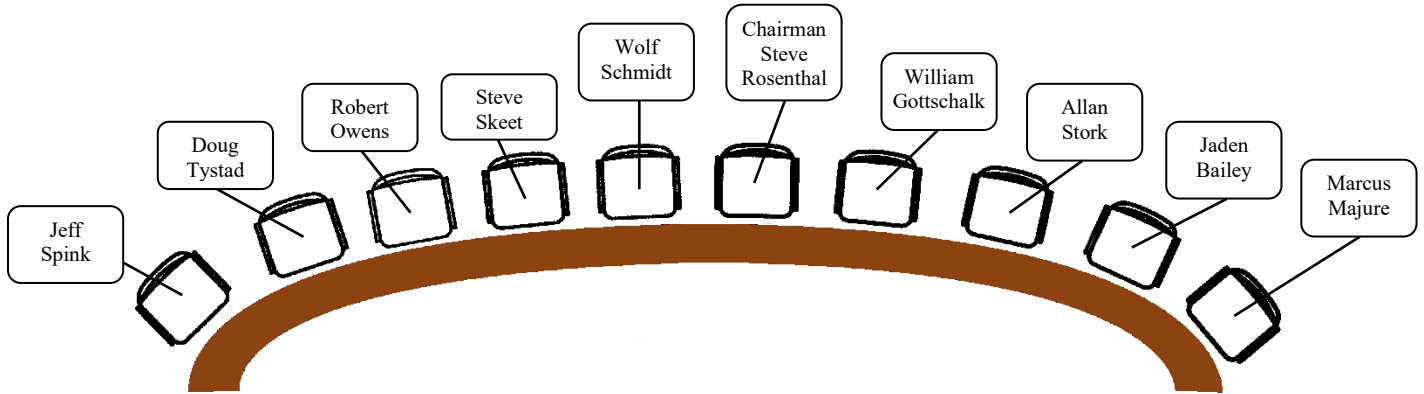 Jeff
Spink
Doug
Tystad
Robert
Owens
Steve
Skeet
Wolf
Schmidt
Chairman
Steve
Rosenthal
William
Gottschalk
Allan
Stork
Jaden
Bailey
Marcus
Majure